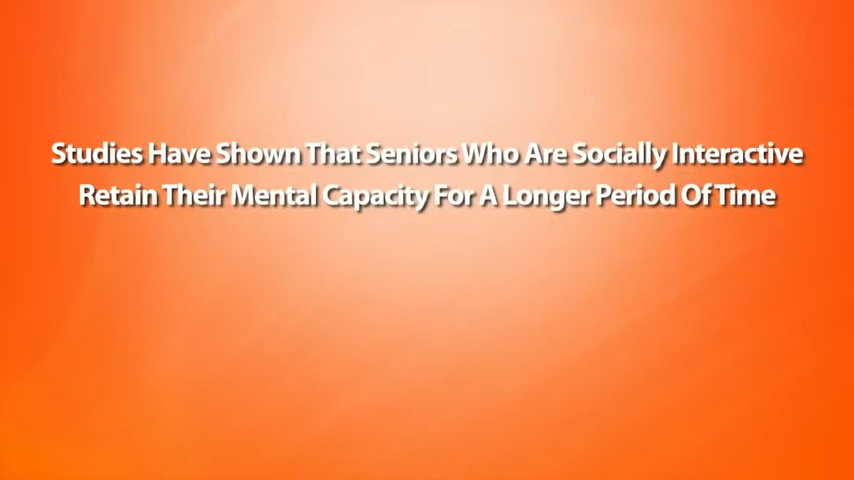 Studies Have Shown That Seniors Who Are Socially Interactive
Retain Their Mental Capacity For A Longer Period Of Time